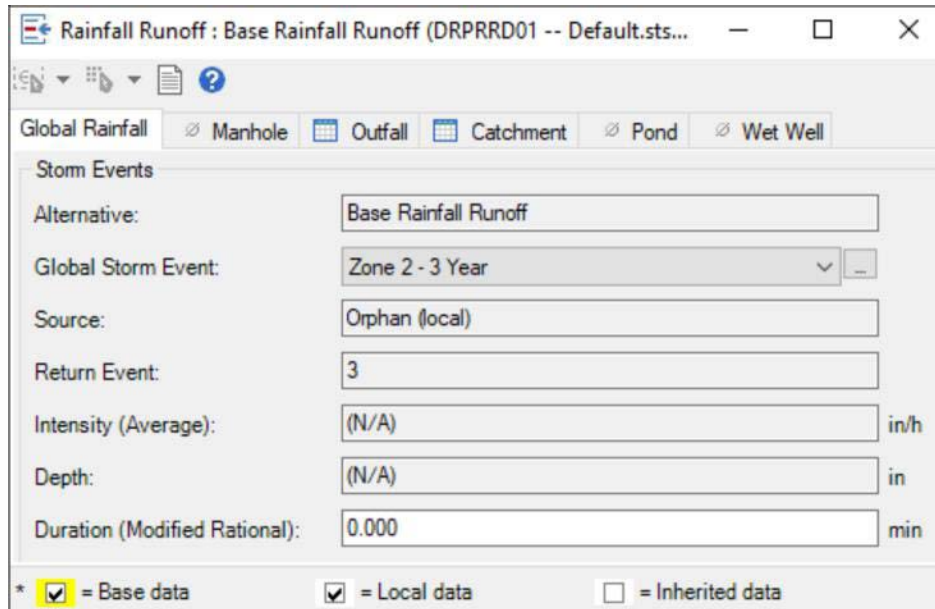 Rainfall Runoff : Base Rainfall Runoff (DRPRRD01 -- Default.sts...
Global Rainfall Manhole Outfall Catchment Pond Wet Well
Storm Events
Alternative: Base Rainfall Runoff
Global Storm Event: Zone 2 - 3 Year ...
Source: Orphan (local)
Return Event: 3
Intensity (Average): (N/A) in/h
Depth: (N/A) in
Duration (Modified Rational): 0.000 min
* = Base data = Local data = Inherited data